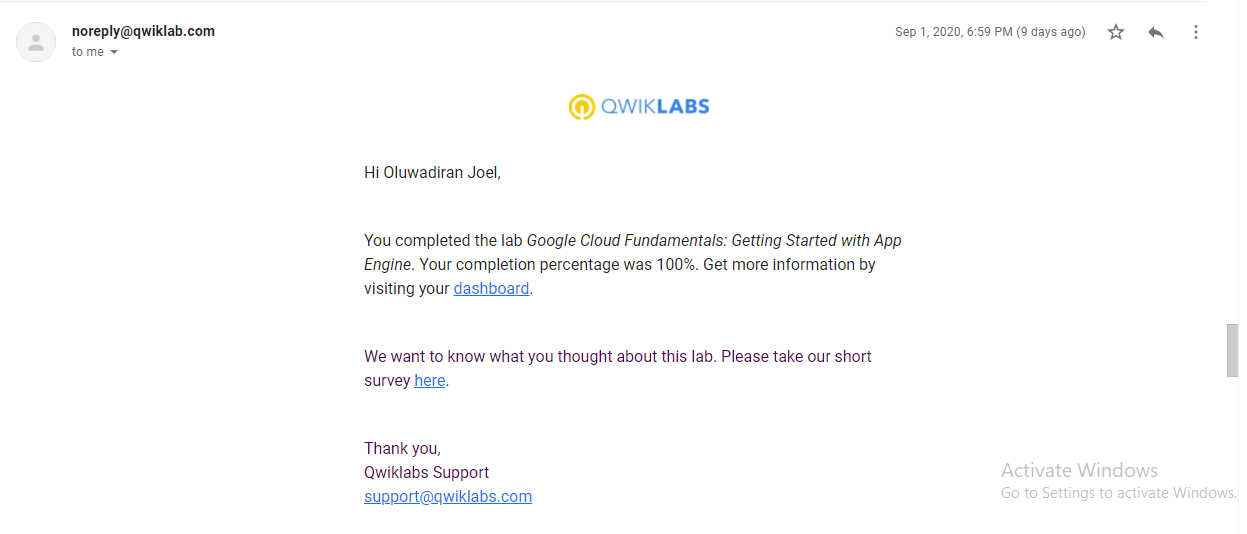 noreply@qwiklab.com
Sep 1, 2020, 6:59 PM (9 days ago)
to me
QWIKLABS
Hi Oluwadiran Joel,
You completed the lab Google Cloud Fundamentals: Getting Started with App
Engine. Your completion percentage was 100%. Get more information by
visiting your dashboard.
We want to know what you thought about this lab. Please take our short
survey here.
Thank you,
Qwiklabs Support
support@qwiklabs.com
Activate Windows
Go to Settings to activate Windows.